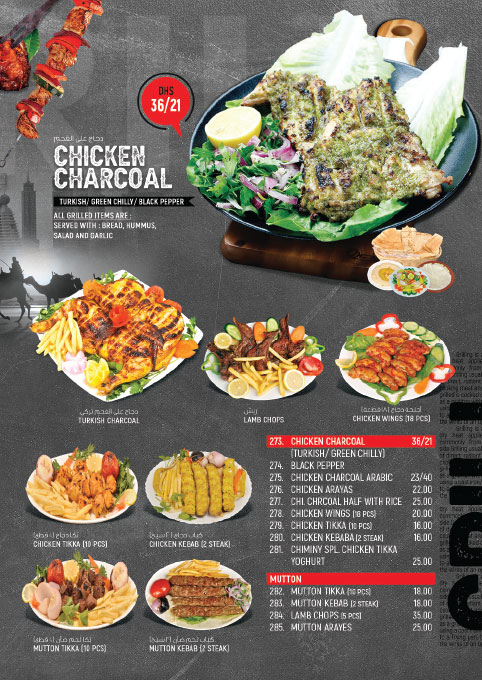 DHS
36/21
دجاج على الفحم
CHICKEN
CHARCOAL
TURKISH/ GREEN CHILLY/ BLACK PEPPER
ALL GRILLED ITEMS ARE :
SERVED WITH : BREAD, HUMMUS,
SALAD AND GARLIC
دجاج على الفحم تركي
TURKISH CHARCOAL
ريش
LAMB CHOPS
أجنحة دجاج (١٨ قطعة)
CHICKEN WINGS (18 PCS)
تكا دجاج (١٠ قطع)
CHICKEN TIKKA (10 PCS)
كباب دجاج (٢ سيخ)
CHICKEN KEBAB (2 STEAK)
تكا لحم ضأن (١٠ قطع)
MUTTON TIKKA (10 PCS)
كباب لحم ضأن (٢ سيخ)
MUTTON KEBAB (2 STEAK)
273. CHICKEN CHARCOAL 36/21
(TURKISH/ GREEN CILLY)
274. BLACK PEPPER
275. CHICKEN CHARCOAL ARABIC 23/40
276. CHICKEN ARAYAS 22.00
277. CHI. CHRCOAL HALF WITH RICE 25.00
278. CHICKEN WINGS (18 PCS) 20.00
279. CHICKEN TIKKA (10 PCS) 16.00
280. CHICKEN KEBABA (2 STEAK) 16.00
281. CHIMINY SPL. CHICKEN TIKKA
YOGHURT 25.00
MUTTON
282. MUTTON TIKKA (10 PCS) 18.00
283. MUTTON KEBAB (2 STEAK) 18.00
284. LAMB CHOPS (5 PCS) 35.00
285. MUTTON ARAYES 25.00